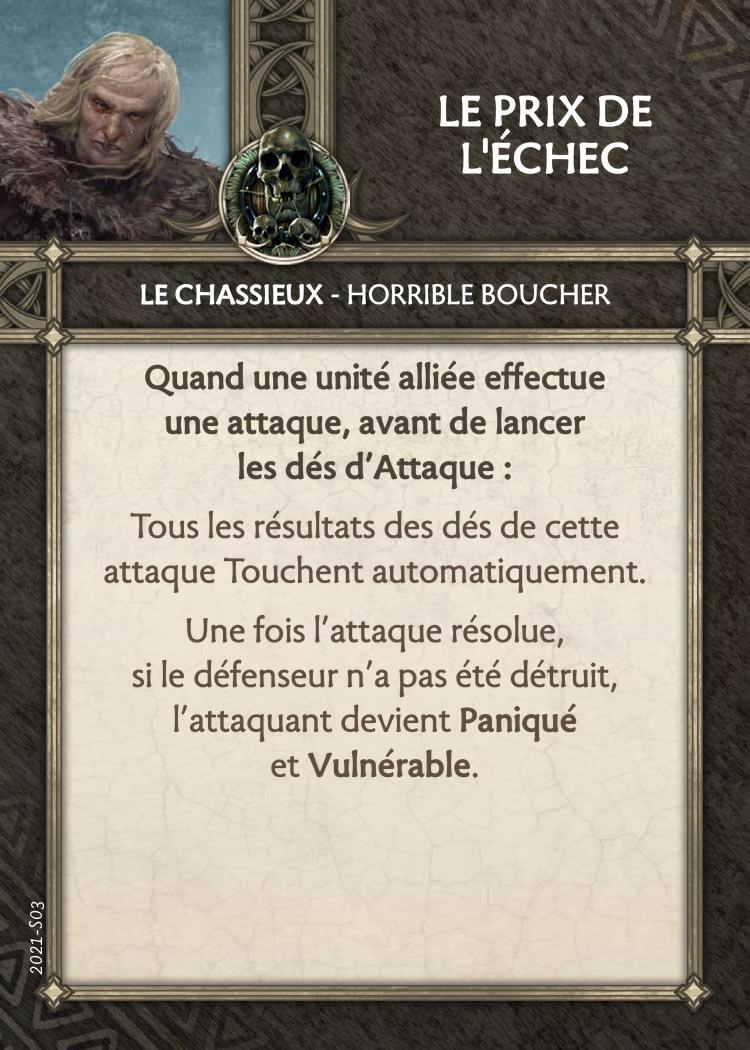 LE PRIX DE
L'ÉCHEC
LE CHASSIEUX - HORRIBLE BOUCHER
Quand une unité alliée effectue
une attaque, avant de lancer
les dés d’Attaque :
Tous les résultats des dés de cette
attaque Touchent automatiquement.
Une fois l’attaque résolue,
si le défenseur n’a pas été détruit,
l’attaquant devient Paniqué
et Vulnérable.
2021-S03